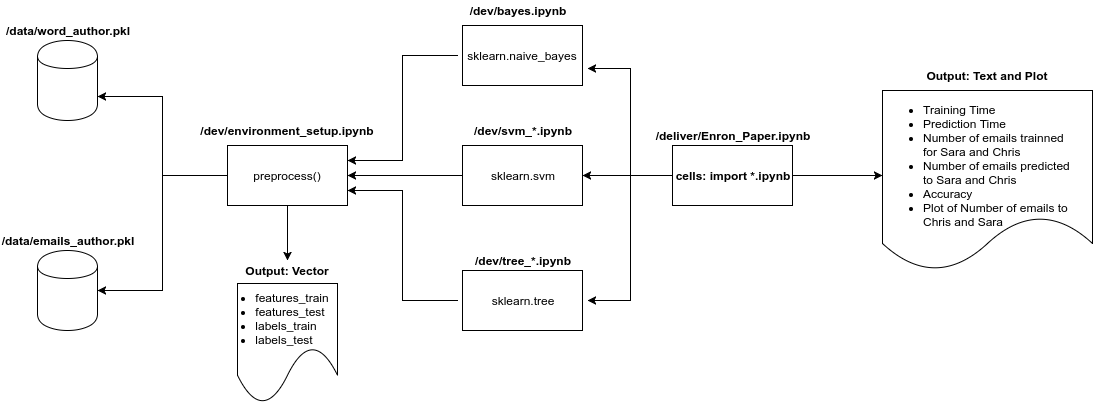 /dev/bayes.ipynb
/data/word_author.pkl
sklearn.naive_bayes
Output: Text and Plot
/dev/environment_setup.ipynb
/dev/svm_*.ipynb
/deliver/Enron_Paper.ipynb
preprocess()
sklearn.svm
cells: import *.ipynb
Training Time
Prediction Time
Number of emails trainned
for Sara and Chris
Number of emails predicted
to Sara and Chris
Accuracy
Plot of Number of emails to
Chris and Sara
/data/emails_author.pkl
/dev/tree_*.ipynb
sklearn.tree
Output: Vector
features_train
features_test
labels_train
labels_test